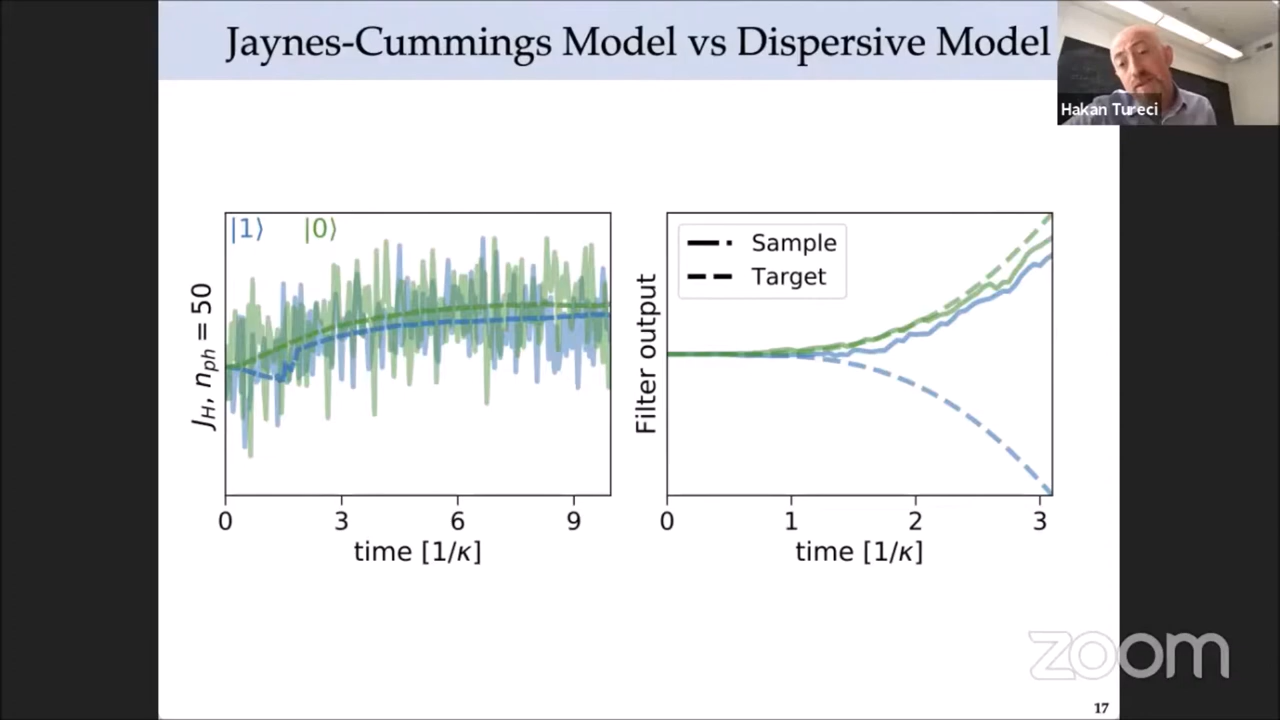 Jaynes-Cummings Model vs Dispersive Model
Hakan Tureci
|1⟩ |0⟩
J_H, n_ph = 50
0 3 6 9
time [1/κ]
Sample
Target
Filter output
0 1 2 3
time [1/κ]
zoom
17